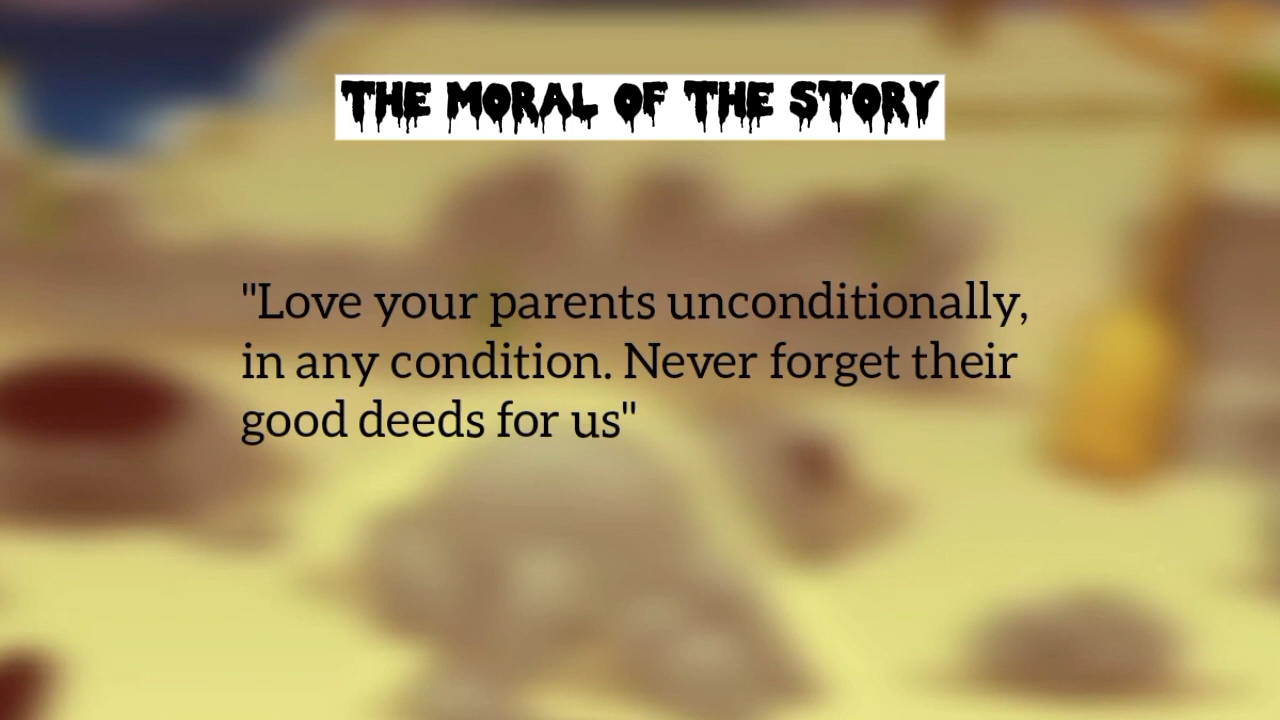 THE MORAL OF THE STORY
"Love your parents unconditionally,
in any condition. Never forget their
good deeds for us"